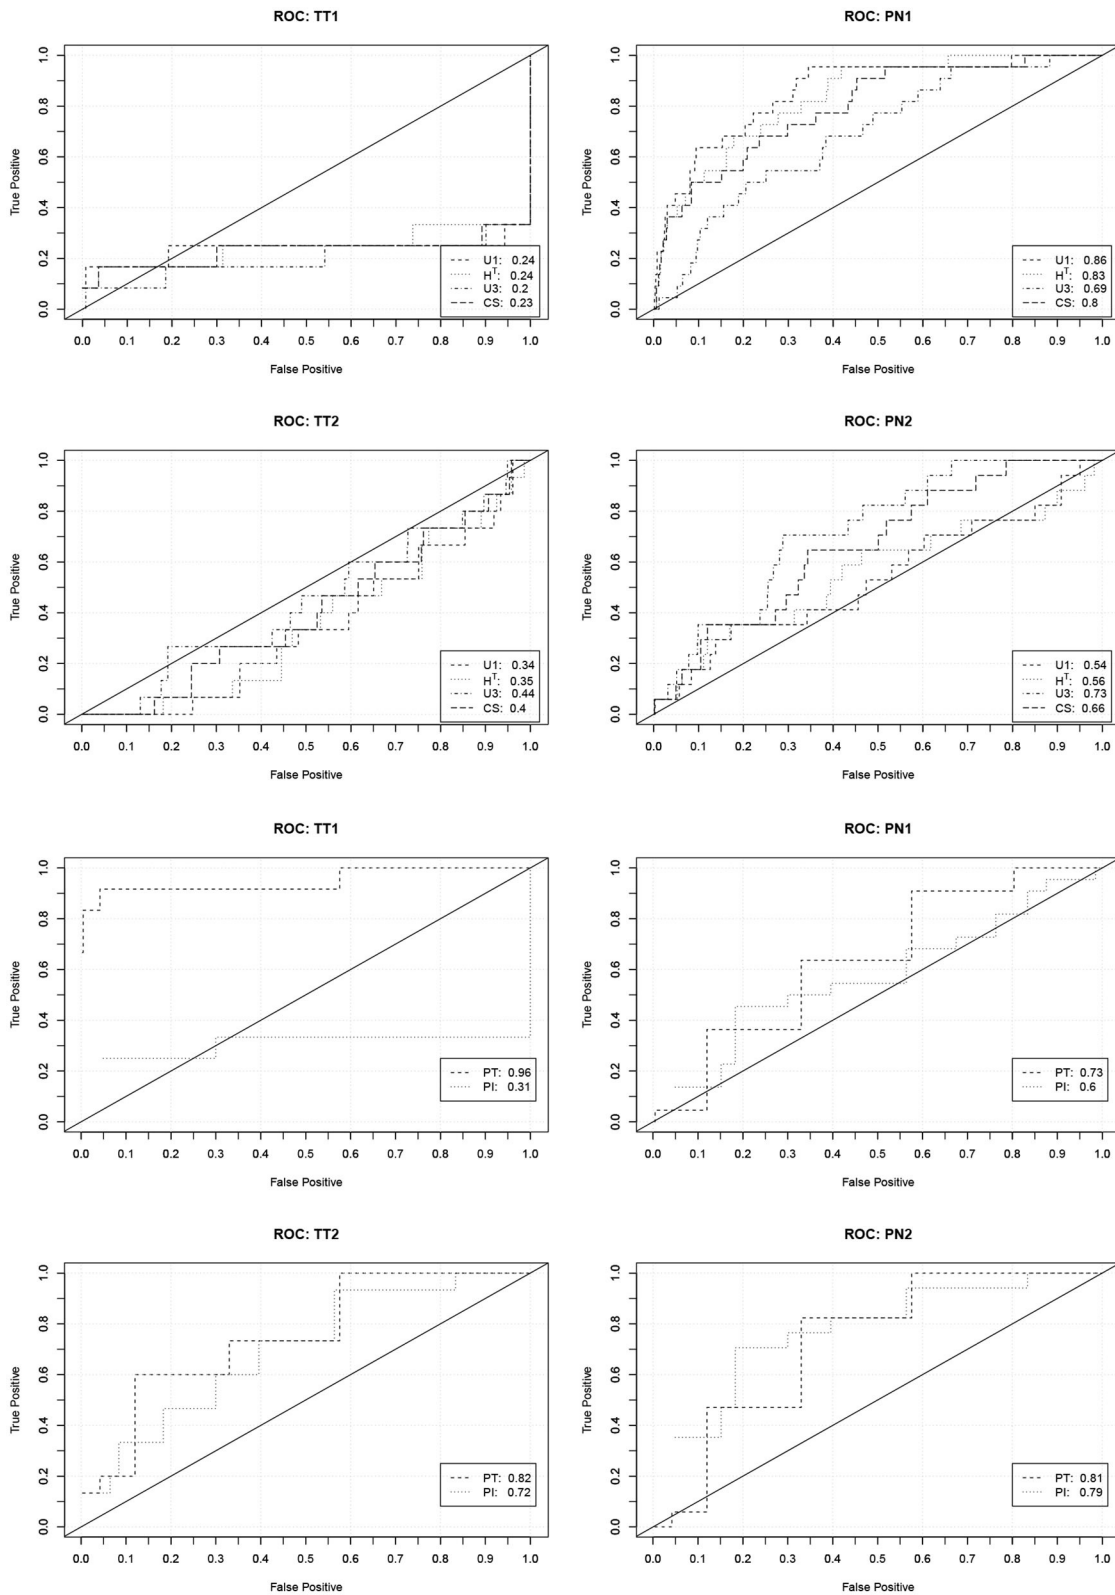 ROC: TT1
True Positive
0.0 0.2 0.4 0.6 0.8 1.0
U1: 0.24
H^T: 0.24
U3: 0.2
CS: 0.23
0.0 0.1 0.2 0.3 0.4 0.5 0.6 0.7 0.8 0.9 1.0
False Positive
ROC: PN1
True Positive
0.0 0.2 0.4 0.6 0.8 1.0
U1: 0.86
H^T: 0.83
U3: 0.69
CS: 0.8
0.0 0.1 0.2 0.3 0.4 0.5 0.6 0.7 0.8 0.9 1.0
False Positive
ROC: TT2
True Positive
0.0 0.2 0.4 0.6 0.8 1.0
U1: 0.34
H^T: 0.35
U3: 0.44
CS: 0.4
0.0 0.1 0.2 0.3 0.4 0.5 0.6 0.7 0.8 0.9 1.0
False Positive
ROC: PN2
True Positive
0.0 0.2 0.4 0.6 0.8 1.0
U1: 0.54
H^T: 0.56
U3: 0.73
CS: 0.66
0.0 0.1 0.2 0.3 0.4 0.5 0.6 0.7 0.8 0.9 1.0
False Positive
ROC: TT1
True Positive
0.0 0.2 0.4 0.6 0.8 1.0
PT: 0.96
PI: 0.31
0.0 0.1 0.2 0.3 0.4 0.5 0.6 0.7 0.8 0.9 1.0
False Positive
ROC: PN1
True Positive
0.0 0.2 0.4 0.6 0.8 1.0
PT: 0.73
PI: 0.6
0.0 0.1 0.2 0.3 0.4 0.5 0.6 0.7 0.8 0.9 1.0
False Positive
ROC: TT2
True Positive
0.0 0.2 0.4 0.6 0.8 1.0
PT: 0.82
PI: 0.72
0.0 0.1 0.2 0.3 0.4 0.5 0.6 0.7 0.8 0.9 1.0
False Positive
ROC: PN2
True Positive
0.0 0.2 0.4 0.6 0.8 1.0
PT: 0.81
PI: 0.79
0.0 0.1 0.2 0.3 0.4 0.5 0.6 0.7 0.8 0.9 1.0
False Positive